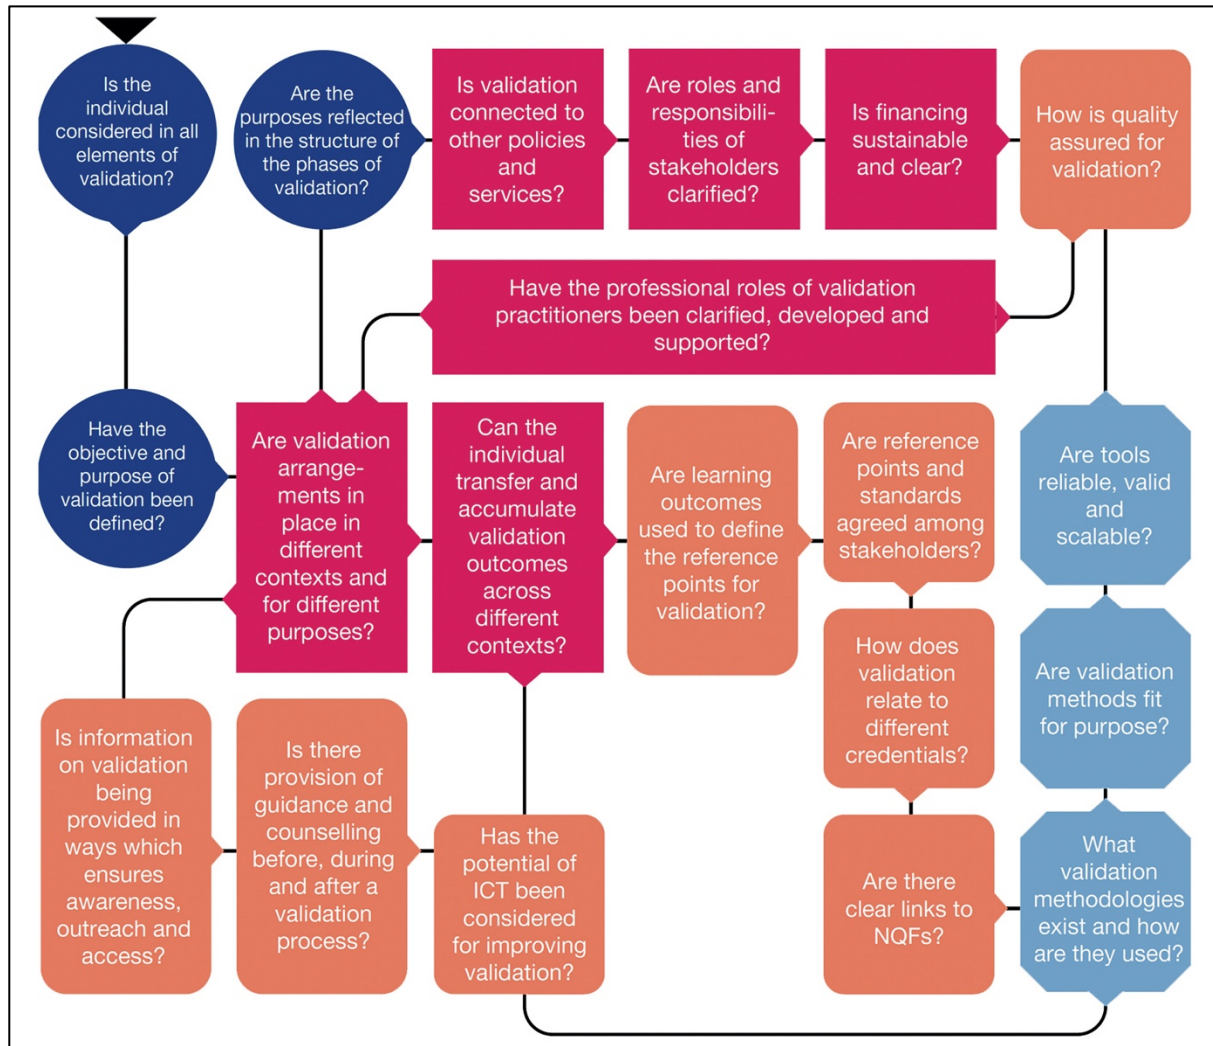 Is the
individual
considered in all
elements of
validation?
Are the
purposes reflected
in the structure of
the phases of
validation?
Is validation
connected to
other policies
and
services?
Are roles and
responsibili-
ties of
stakeholders
clarified?
Is financing
sustainable
and clear?
How is quality
assured for
validation?
Have the professional roles of validation
practitioners been clarified, developed and
supported?
Have the
objective and
purpose of
validation been
defined?
Are validation
arrange-
ments in
place in
different
contexts and
for different
purposes?
Can the
individual
transfer and
accumulate
validation
outcomes
across
different
contexts?
Are learning
outcomes
used to define
the reference
points for
validation?
Are reference
points and
standards
agreed among
stakeholders?
Are tools
reliable, valid
and
scalable?
How does
validation
relate to
different
credentials?
Are validation
methods fit
for purpose?
Is information
on validation
being
provided in
ways which
ensures
awareness,
outreach and
access?
Is there
provision of
guidance and
counselling
before, during
and after a
validation
process?
Has the
potential of
ICT been
considered
for improving
validation?
Are there
clear links to
NQFs?
What
validation
methodologies
exist and how
are they used?